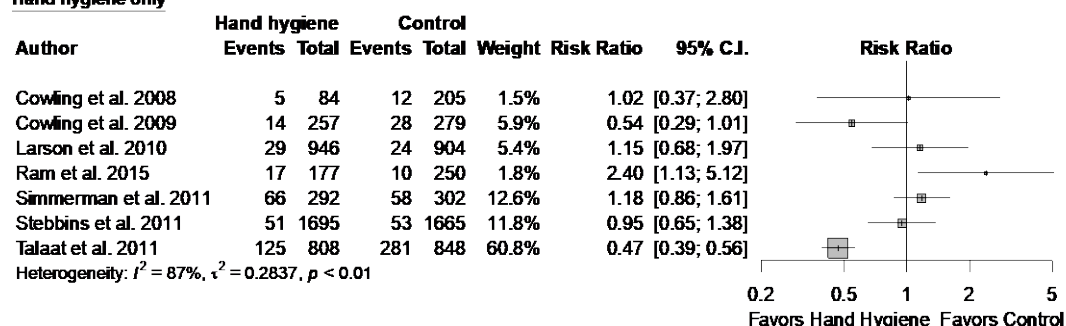 Hand hygiene only
Hand hygiene Control
Author Events Total Events Total Weight Risk Ratio 95% C.I. Risk Ratio
Cowling et al. 2008 5 84 12 205 1.5% 1.02 [0.37; 2.80]
Cowling et al. 2009 14 257 28 279 5.9% 0.54 [0.29; 1.01]
Larson et al. 2010 29 946 24 904 5.4% 1.15 [0.68; 1.97]
Ram et al. 2015 17 177 10 250 1.8% 2.40 [1.13; 5.12]
Simmerman et al. 2011 66 292 58 302 12.6% 1.18 [0.86; 1.61]
Stebbins et al. 2011 51 1695 53 1665 11.8% 0.95 [0.65; 1.38]
Talaat et al. 2011 125 808 281 848 60.8% 0.47 [0.39; 0.56]
Heterogeneity: I² = 87%, τ² = 0.2837, p < 0.01
0.2 0.5 1 2 5
Favors Hand Hygiene Favors Control